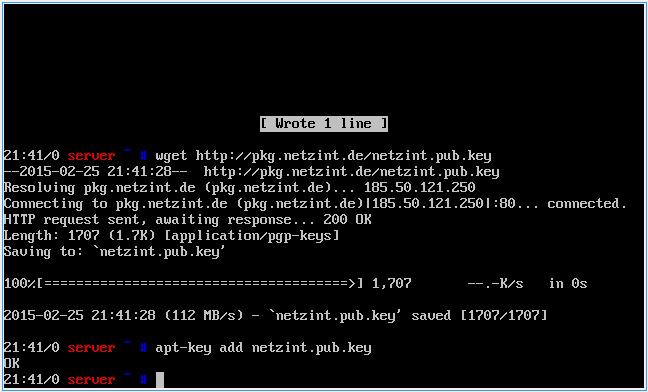 [ Wrote 1 line ]
21:41/0 server ~ # wget http://pkg.netzint.de/netzint.pub.key
--2015-02-25 21:41:28--  http://pkg.netzint.de/netzint.pub.key
Resolving pkg.netzint.de (pkg.netzint.de)... 185.50.121.250
Connecting to pkg.netzint.de (pkg.netzint.de)|185.50.121.250|:80... connected.
HTTP request sent, awaiting response... 200 OK
Length: 1707 (1.7K) [application/pgp-keys]
Saving to: `netzint.pub.key'
100%[=======================================>] 1,707       --.-K/s   in 0s
2015-02-25 21:41:28 (112 MB/s) - `netzint.pub.key' saved [1707/1707]
21:41/0 server ~ # apt-key add netzint.pub.key
OK
21:41/0 server ~ #